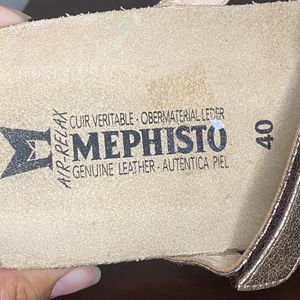 AIR-RELAX
CUIR VERITABLE - OBERMATERIAL LEDER
MEPHISTO
GENUINE LEATHER - AUTENTICA PIEL
40